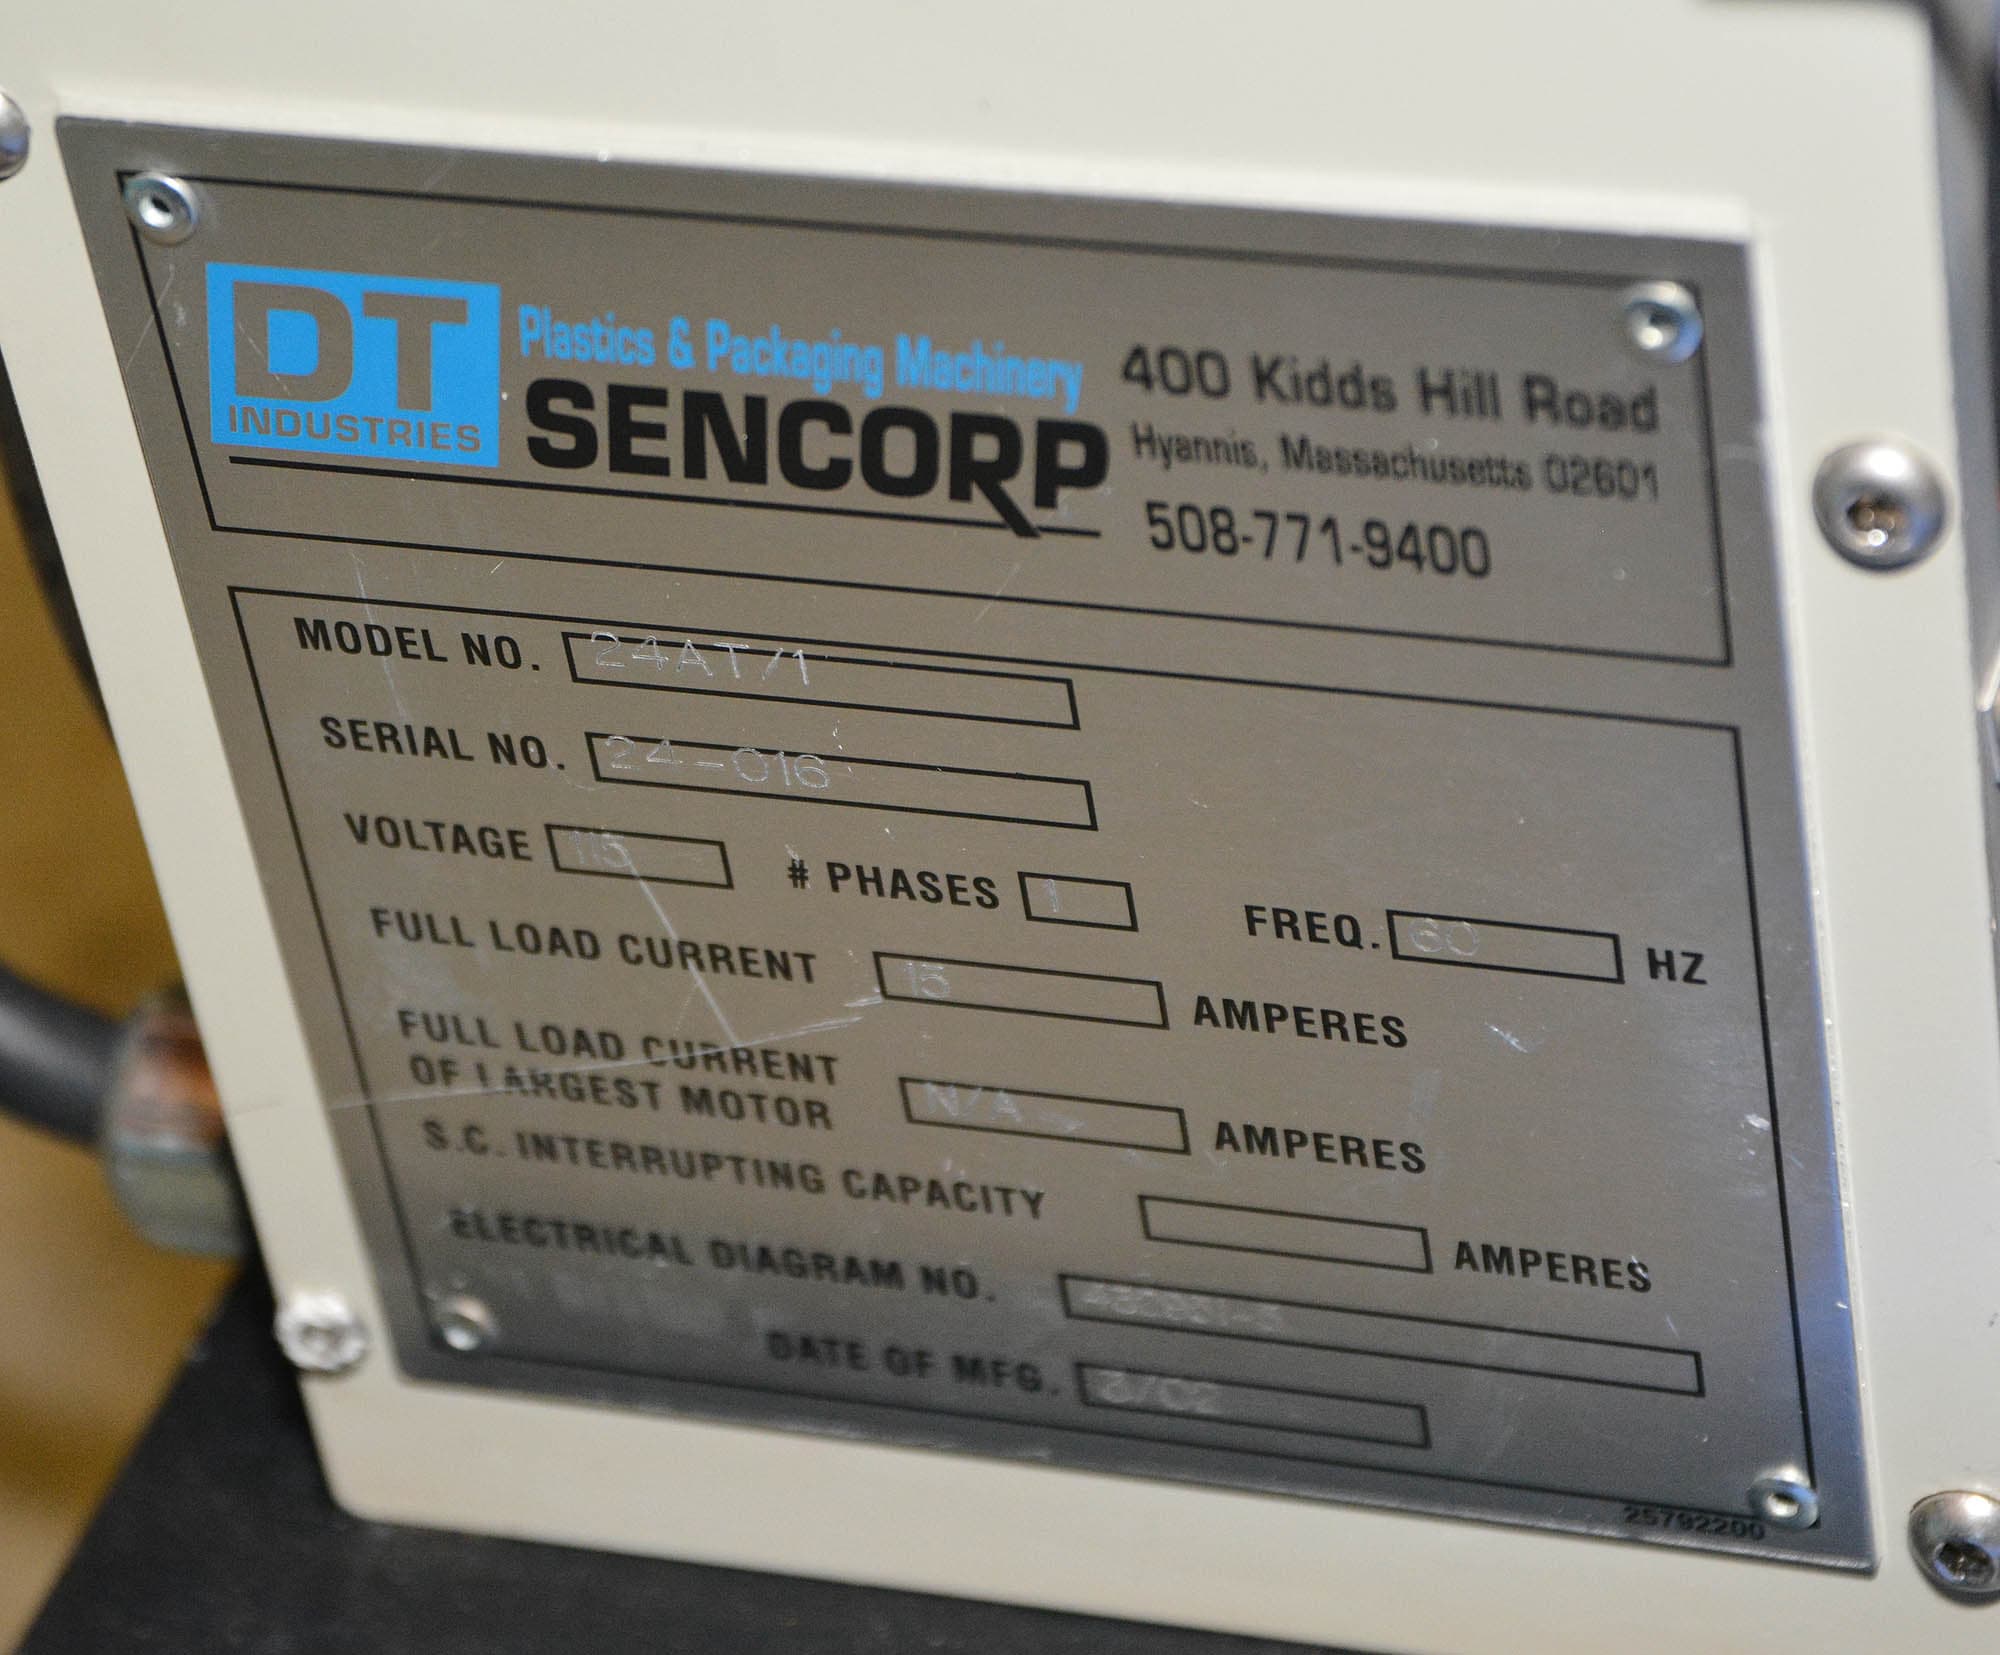 DT
INDUSTRIES
Plastics & Packaging Machinery
SENCORP
400 Kidds Hill Road
Hyannis, Massachusetts 02601
508-771-9400
MODEL NO. 24AT/1
SERIAL NO. 24-016
VOLTAGE 115 # PHASES 1 FREQ. 60 HZ
FULL LOAD CURRENT 15 AMPERES
FULL LOAD CURRENT
OF LARGEST MOTOR N/A AMPERES
S.C. INTERRUPTING CAPACITY AMPERES
ELECTRICAL DIAGRAM NO.
DATE OF MFG.
25792200